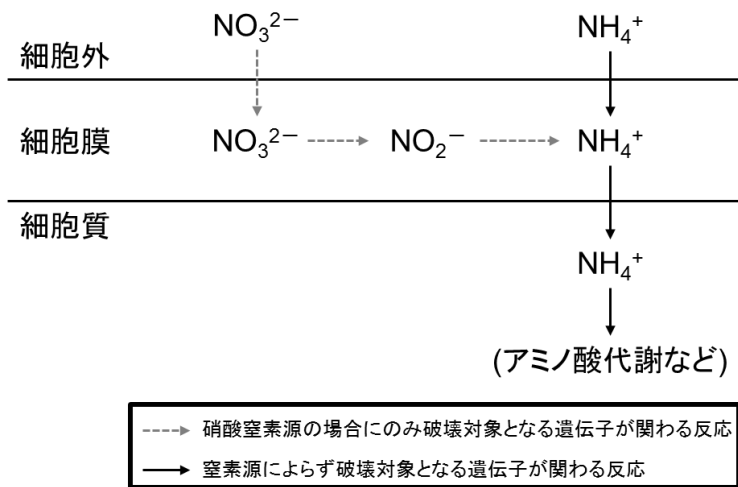 NO₃²⁻ NH₄⁺
細胞外
細胞膜 NO₃²⁻ NO₂⁻ NH₄⁺
細胞質
NH₄⁺
(アミノ酸代謝など)
硝酸窒素源の場合にのみ破壊対象となる遺伝子が関わる反応
窒素源によらず破壊対象となる遺伝子が関わる反応